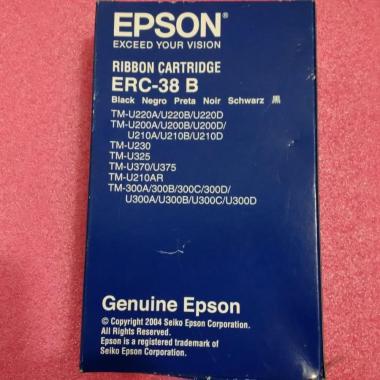 EPSON®
EXCEED YOUR VISION
RIBBON CARTRIDGE
ERC-38 B
Black Negro Preta Noir Schwarz 黒
TM-U220A/U220B/U220D
TM-U200A/U200B/U200D/
U210A/U210B/U210D
TM-U230
TM-U325
TM-U370/U375
TM-U210AR
TM-300A/300B/300C/300D/
U300A/U300B/U300C/U300D
Genuine Epson
© Copyright 2004 Seiko Epson Corporation.
All Rights Reserved.
Epson is a registered trademark of
Seiko Epson Corporation.